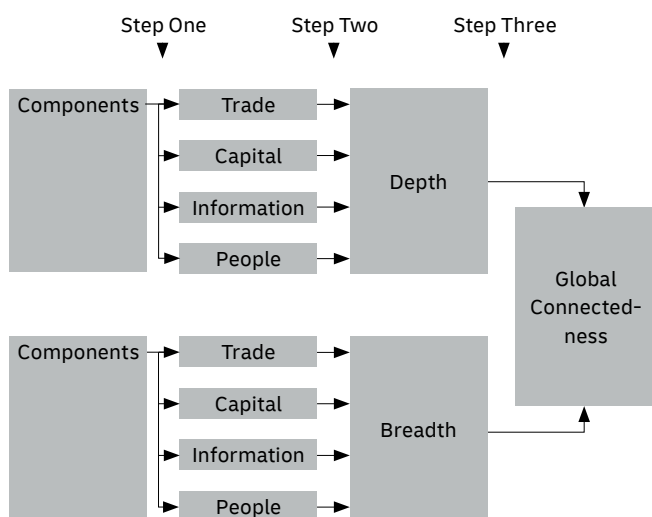 Step One
Step Two
Step Three
Components
Trade
Capital
Information
People
Depth
Global
Connected-
ness
Components
Trade
Capital
Information
People
Breadth